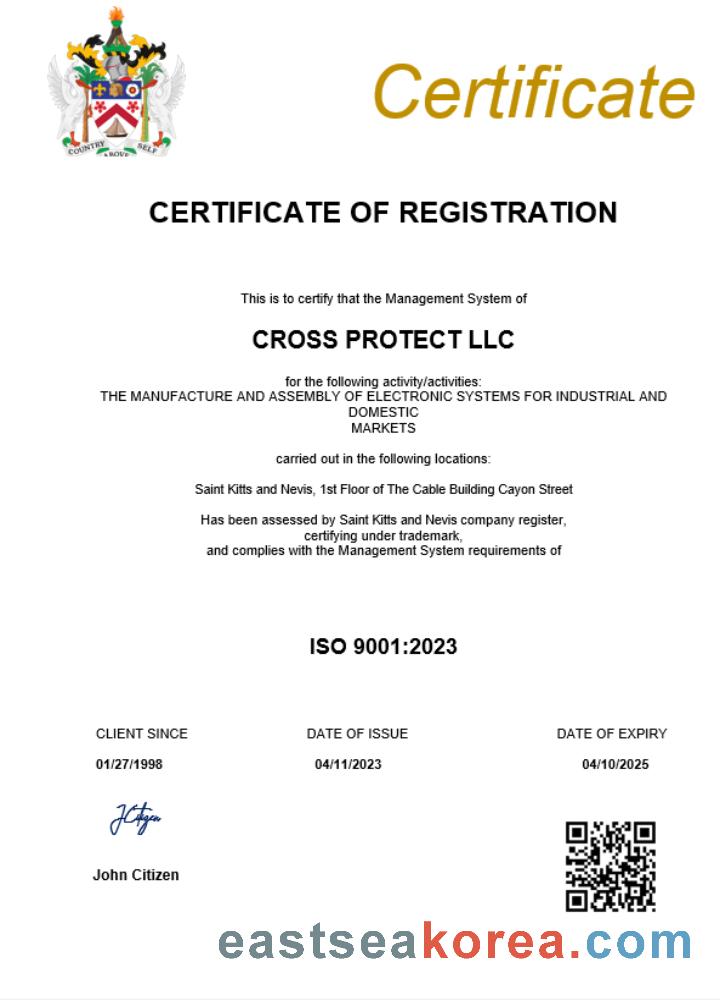 COUNTRY ABOVE SELF
Certificate
CERTIFICATE OF REGISTRATION
This is to certify that the Management System of
CROSS PROTECT LLC
for the following activity/activities:
THE MANUFACTURE AND ASSEMBLY OF ELECTRONIC SYSTEMS FOR INDUSTRIAL AND
DOMESTIC
MARKETS
carried out in the following locations:
Saint Kitts and Nevis, 1st Floor of The Cable Building Cayon Street
Has been assessed by Saint Kitts and Nevis company register,
certifying under trademark,
and complies with the Management System requirements of
ISO 9001:2023
CLIENT SINCE DATE OF ISSUE DATE OF EXPIRY
01/27/1998 04/11/2023 04/10/2025
JCitizen
John Citizen
eastseakorea.com